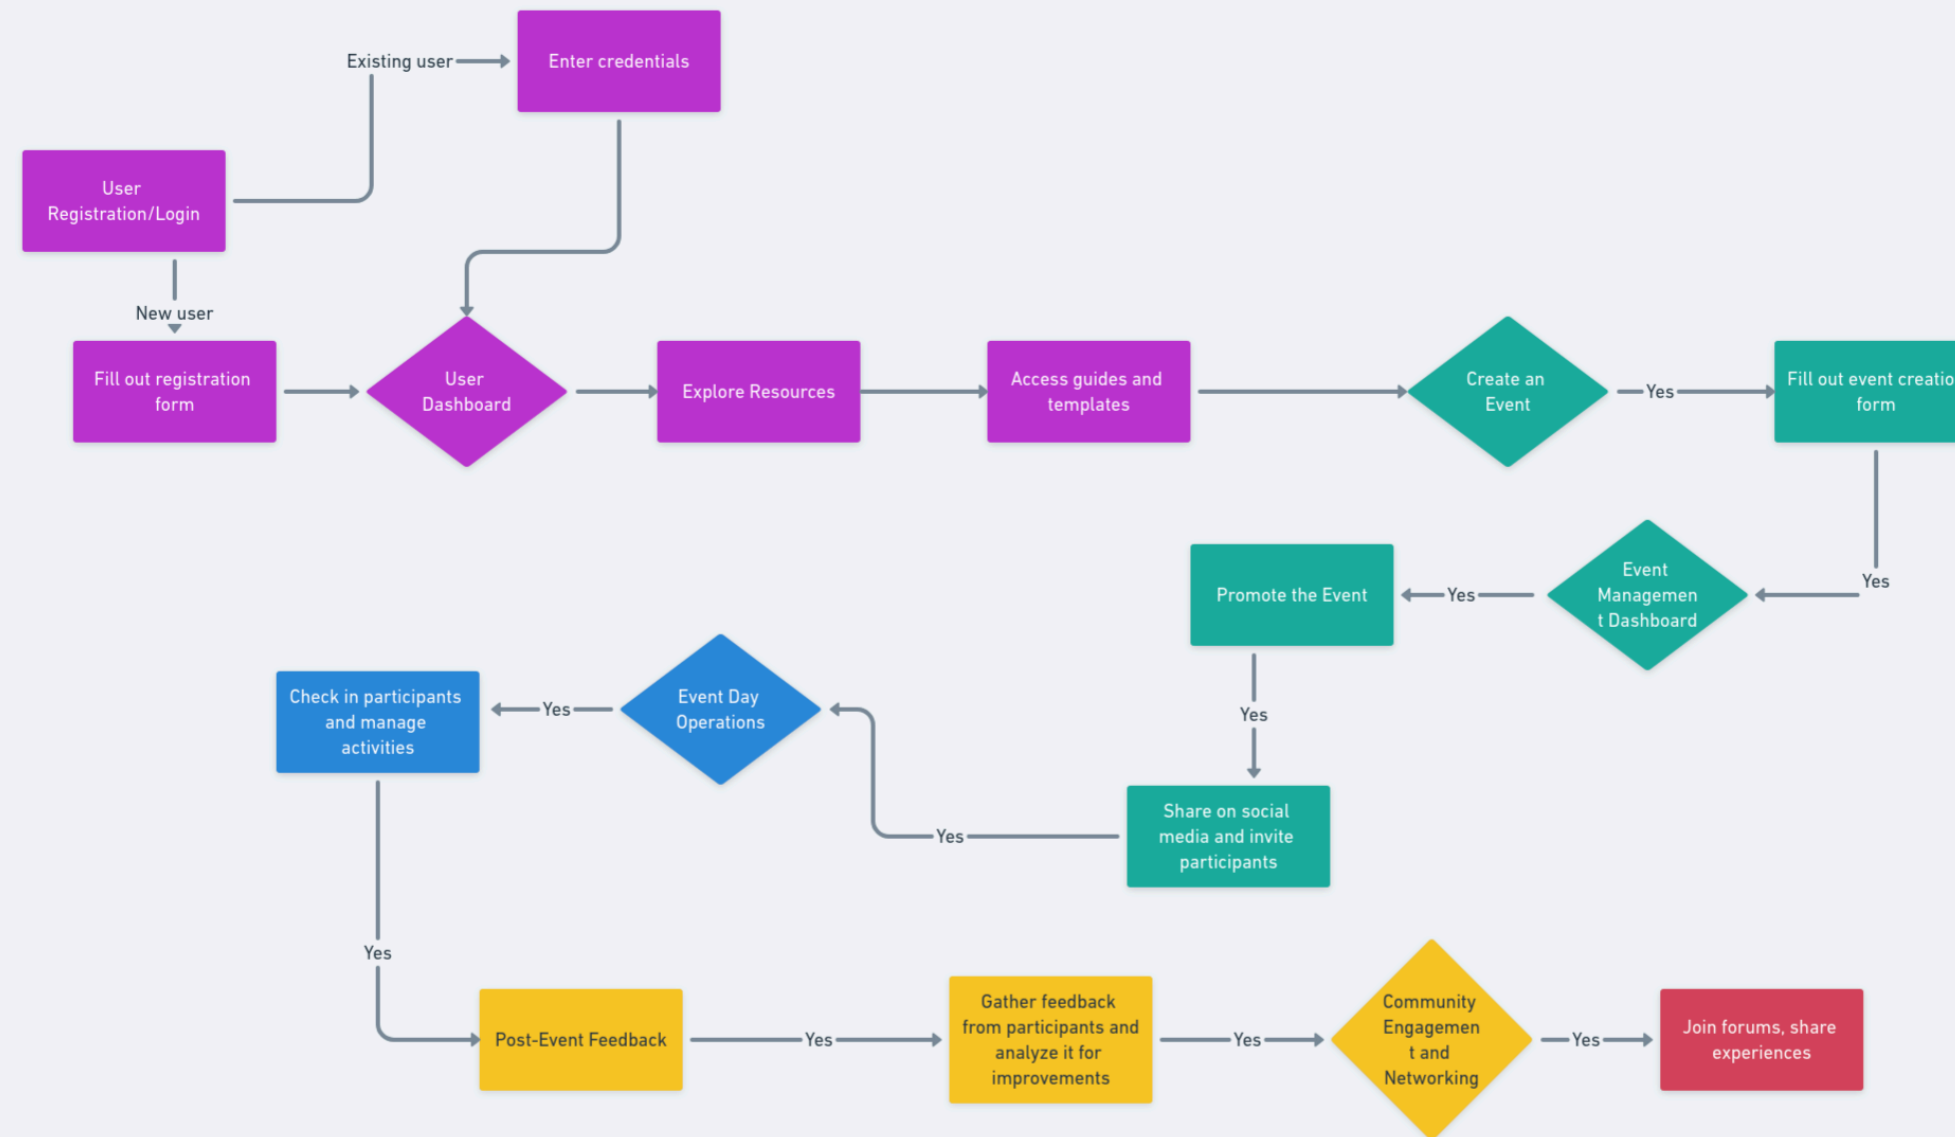 Existing user
Enter credentials
User
Registration/Login
New user
Fill out registration
form
User
Dashboard
Explore Resources
Access guides and
templates
Create an
Event
Yes
Fill out event creatio
form
Yes
Event
Managemen
t Dashboard
Yes
Promote the Event
Yes
Share on social
media and invite
participants
Yes
Event Day
Operations
Yes
Check in participants
and manage
activities
Yes
Post-Event Feedback
Yes
Gather feedback
from participants and
analyze it for
improvements
Yes
Community
Engagemen
t and
Networking
Yes
Join forums, share
experiences